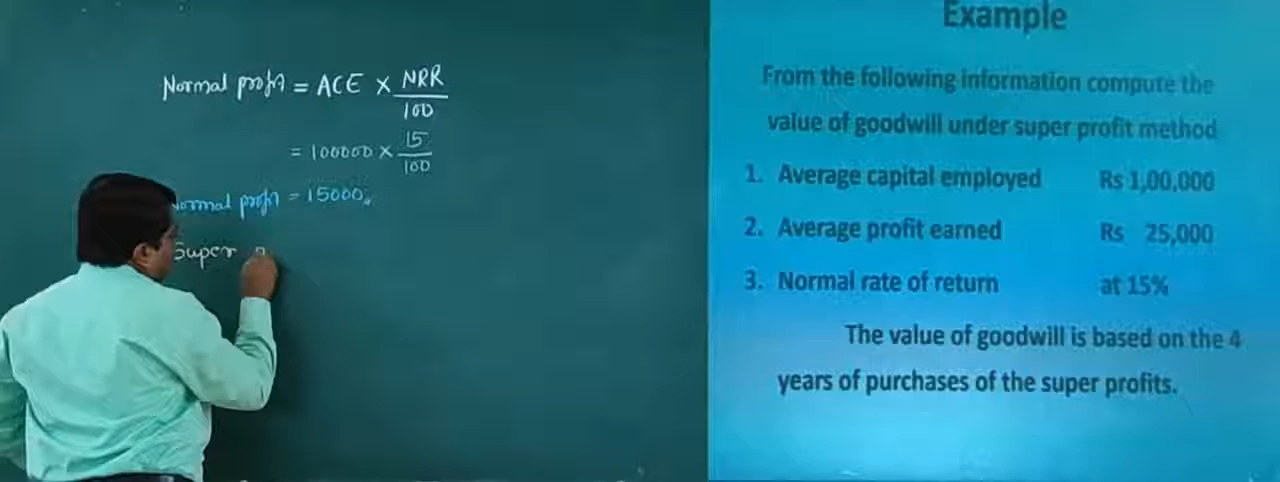 Normal profit = ACE × NRR
100
= 100000 × 15
100
Normal profit = 15000
Super p
Example
From the following information compute the
value of goodwill under super profit method
1. Average capital employed Rs 1,00,000
2. Average profit earned Rs 25,000
3. Normal rate of return at 15%
The value of goodwill is based on the 4
years of purchases of the super profits.